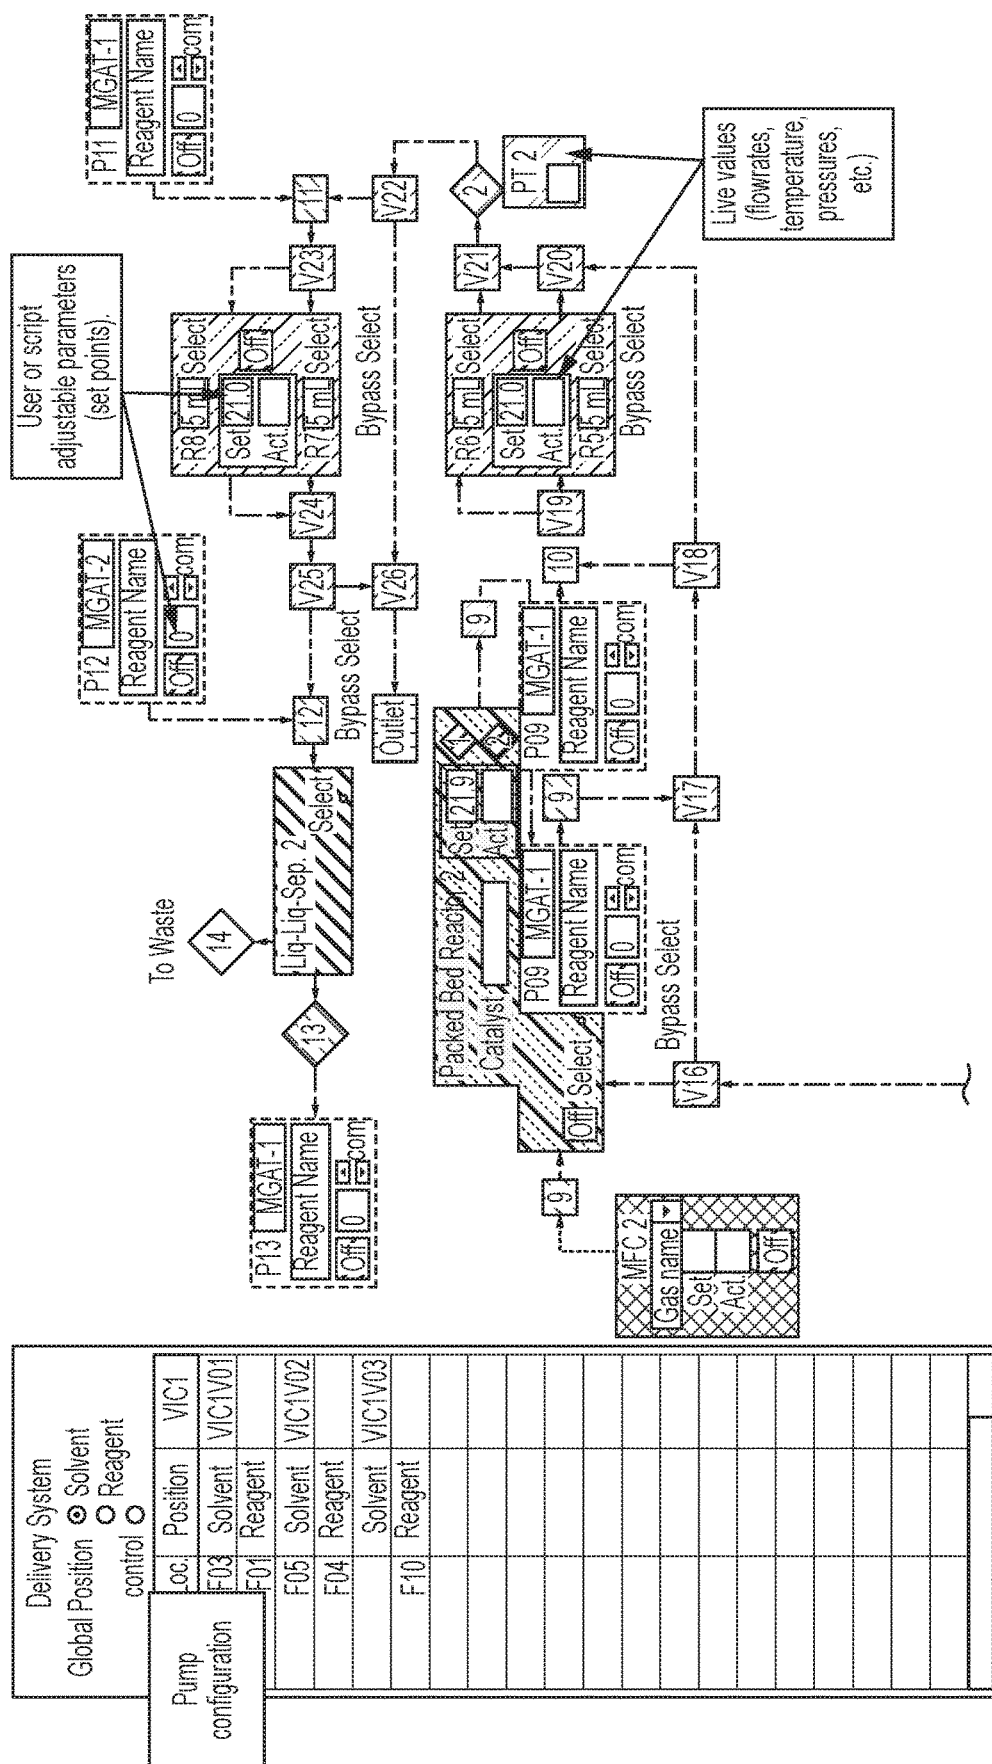 Delivery System
Global Position
Solvent
Reagent
control
Pump
configuration
oc. Position VIC1
F03 Solvent VIC1V01
F01 Reagent
F05 Solvent VIC1V02
F04 Reagent
Solvent VIC1V03
F10 Reagent
P13 MGAT-1
Reagent Name
Off 0 com
13
To Waste
14
Liq-Liq-Sep. 2
Select
12
P12 MGAT-2
Reagent Name
Off 0 com
User or script
adjustable parameters
(set points).
V25
V24
Bypass Select
Outlet
V26
R8 5 mL Select
Set 21.0
Off
Act.
R7 5 mL Select
Bypass Select
V23
11
V22
P11 MGAT-1
Reagent Name
Off 0 com
MFC 2
Gas name
Set
Act.
Off
9
Packed Bed Reactor 2
Catalyst
Set 21.9
Act.
1
2
Off Select
P09 MGAT-1
Reagent Name
Off 0 com
9
P09 MGAT-1
Reagent Name
Off 0 com
9
10
V16
Bypass Select
V17
V18
V19
R6 5 mL Select
Set 21.0
Off
Act.
R5 5 mL Select
Bypass Select
V21
V20
2
PT 2
Live values
(flowrates,
temperature,
pressures,
etc.)